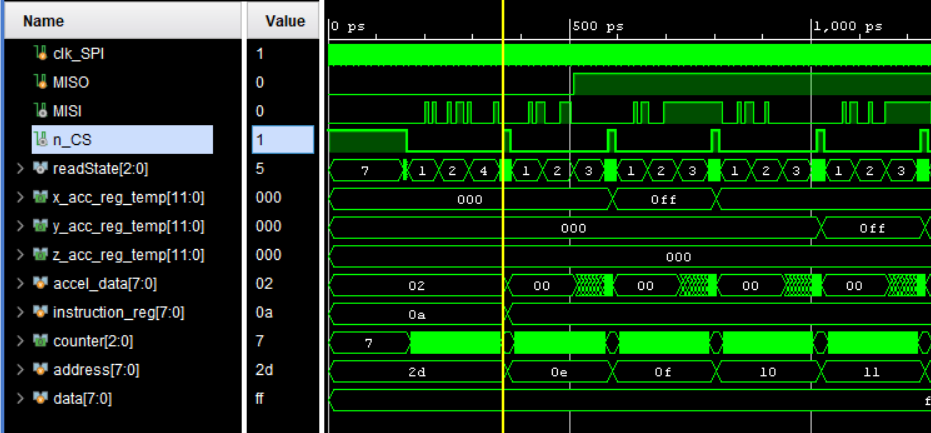 Name Value 0 ps 500 ps 1,000 ps
clk_SPI 1
MISO 0
MISI 0
n_CS 1
readState[2:0] 5 7 1 2 4 1 2 3 1 2 3 1 2 3 1 2 3
x_acc_reg_temp[11:0] 000 000 0ff
y_acc_reg_temp[11:0] 000 000 0ff
z_acc_reg_temp[11:0] 000 000
accel_data[7:0] 02 02 00 00 00 00
instruction_reg[7:0] 0a 0a
counter[2:0] 7 7
address[7:0] 2d 2d 0e 0f 10 11
data[7:0] ff f